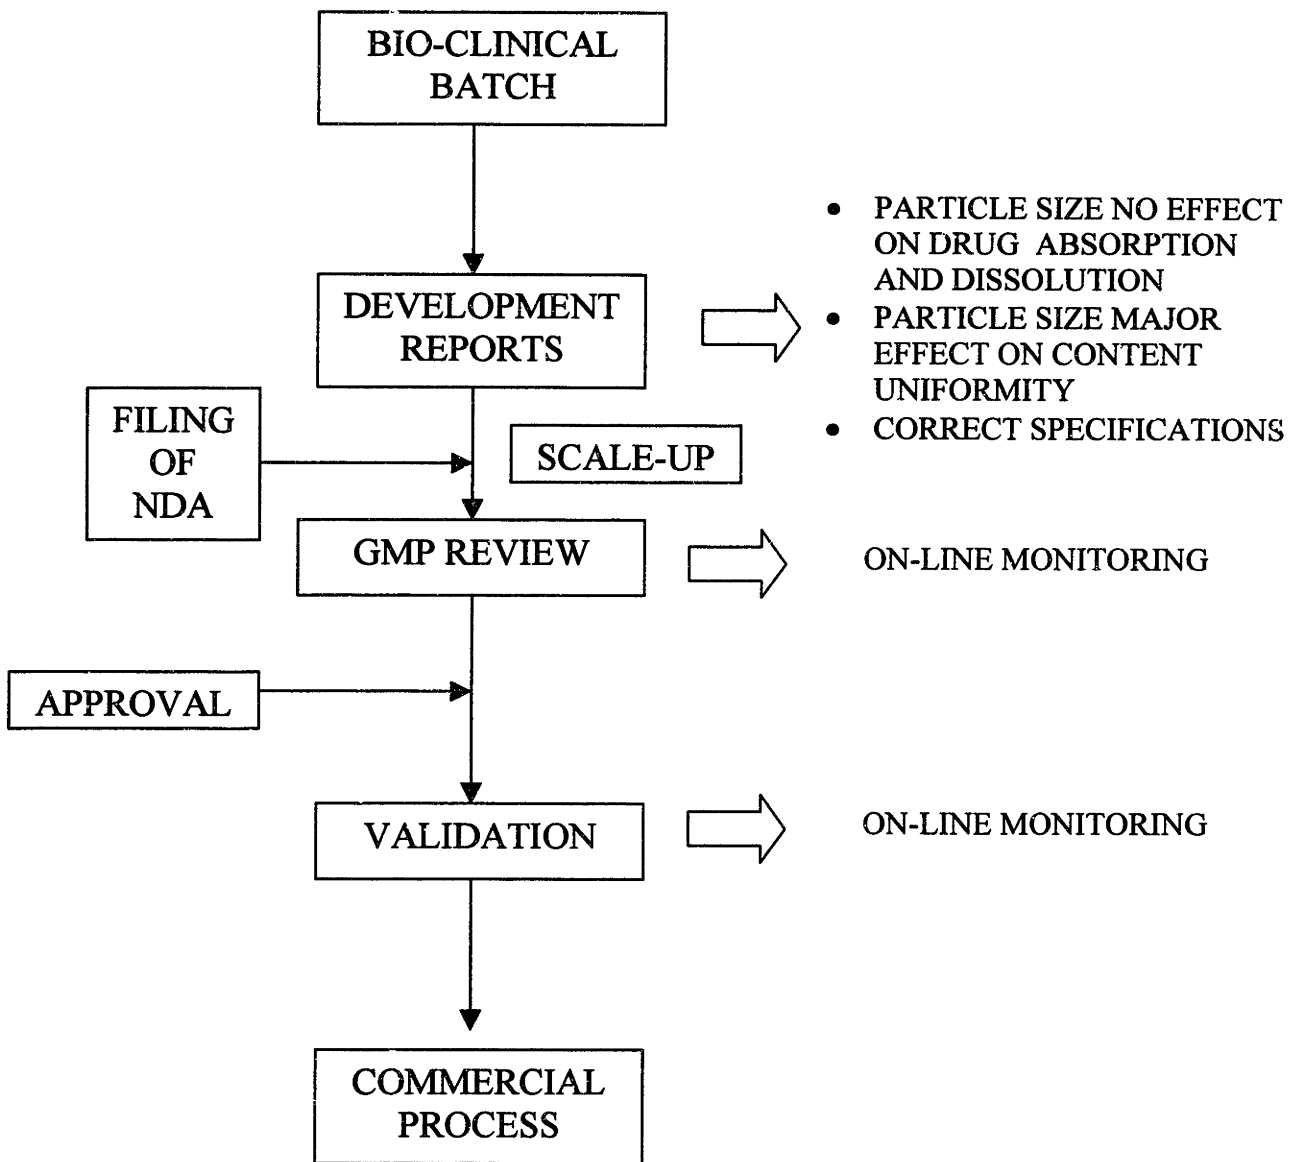 BIO-CLINICAL
BATCH
• PARTICLE SIZE NO EFFECT
ON DRUG ABSORPTION
AND DISSOLUTION
• PARTICLE SIZE MAJOR
EFFECT ON CONTENT
UNIFORMITY
• CORRECT SPECIFICATIONS
DEVELOPMENT
REPORTS
FILING
OF
NDA
SCALE-UP
GMP REVIEW
ON-LINE MONITORING
APPROVAL
VALIDATION
ON-LINE MONITORING
COMMERCIAL
PROCESS